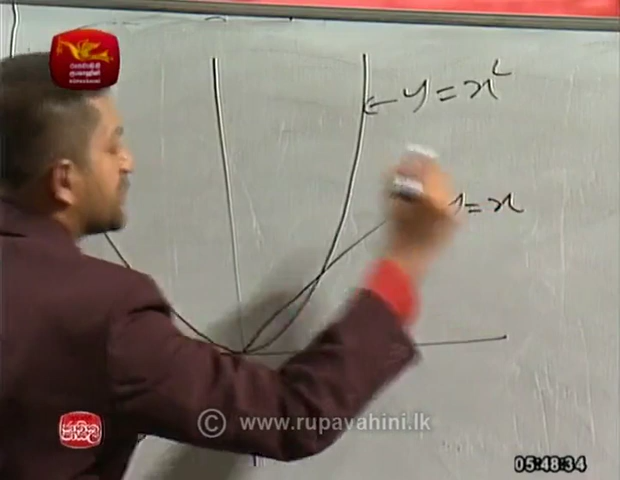 y = x²
y = x
© www.rupavahini.lk
05:48:34